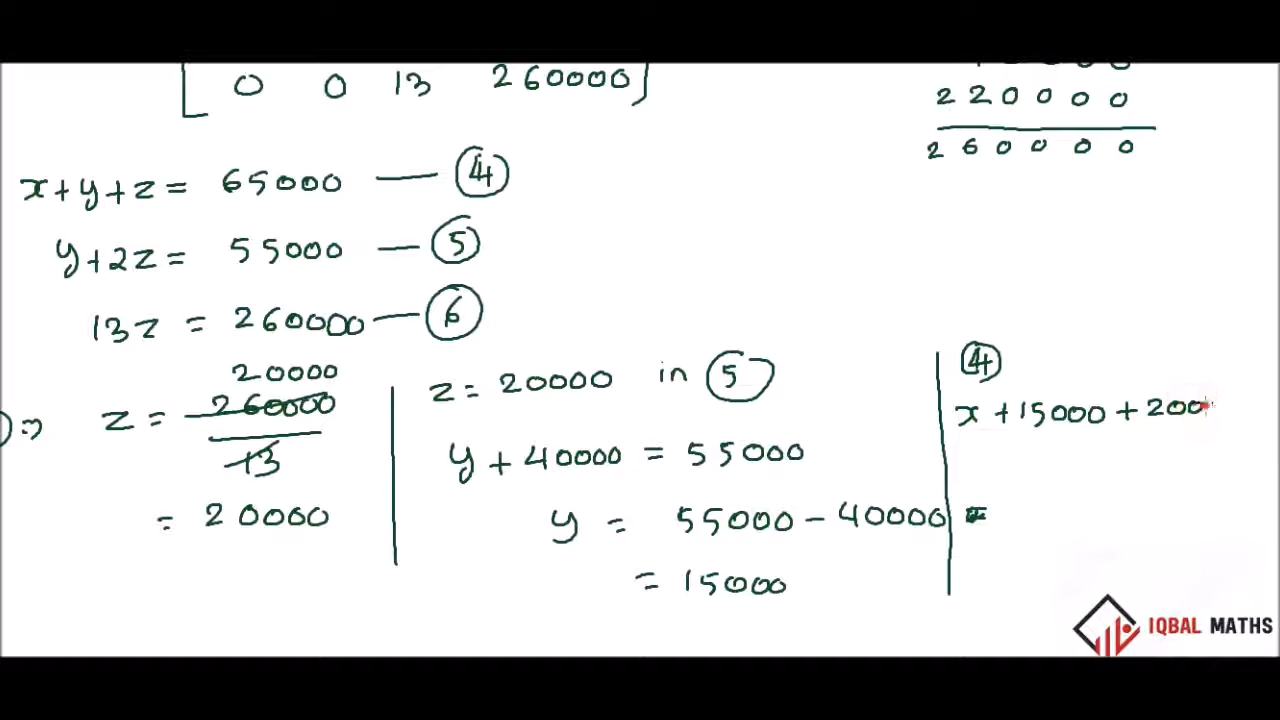 0 0 13 260000
220000
260000
x + y + z = 65000 — 4
y + 2z = 55000 — 5
13z = 260000 — 6
20000
⇒ z = 260000
13
= 20000
z = 20000 in 5
y + 40000 = 55000
y = 55000 - 40000 =
= 15000
4
x + 15000 + 200
IQBAL MATHS